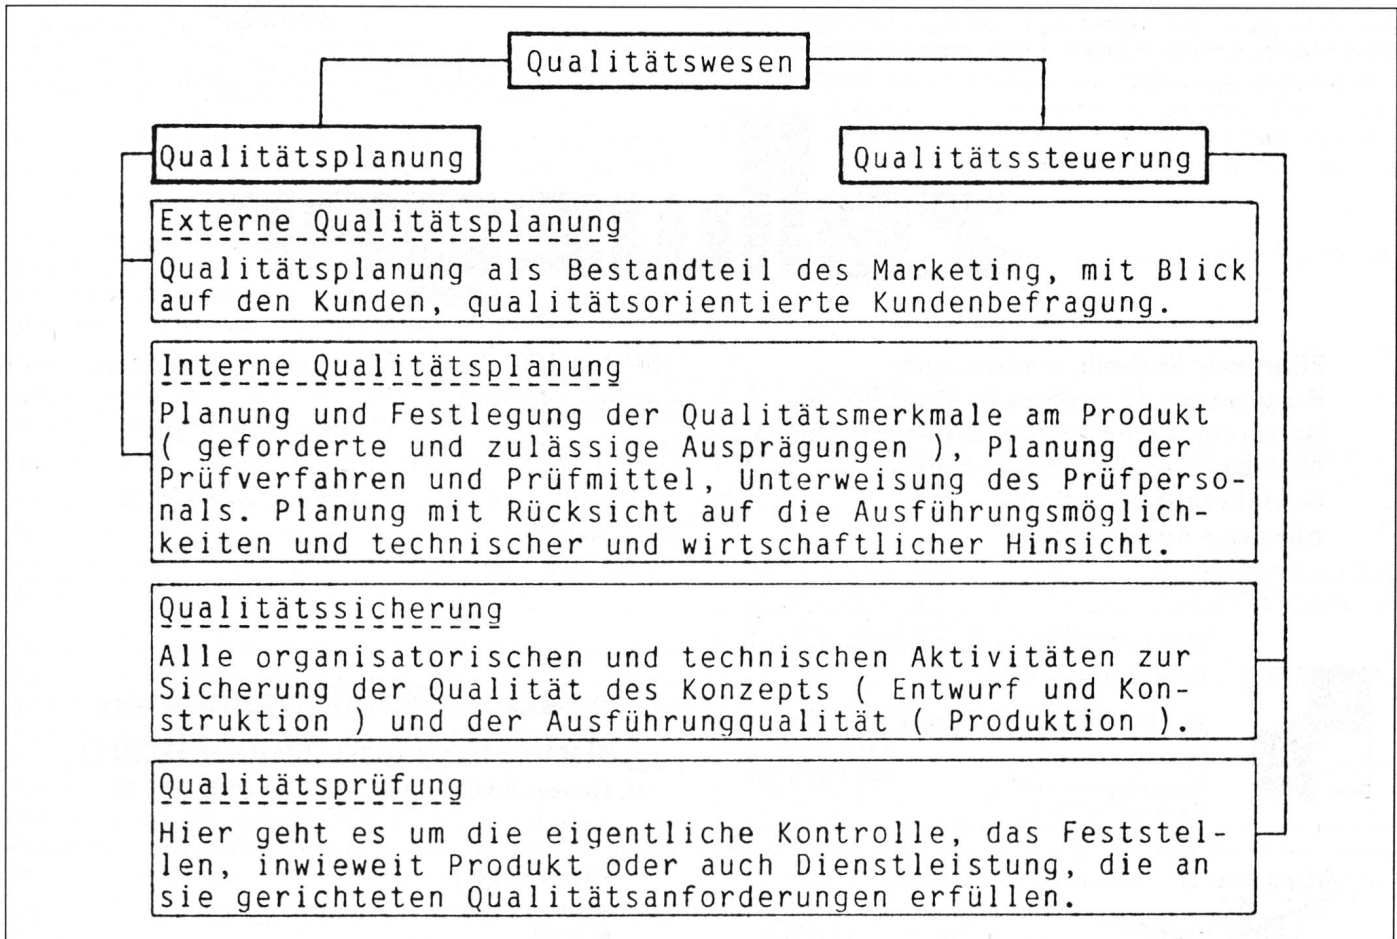 Qualitätswesen
Qualitätsplanung
Qualitätssteuerung
Externe Qualitätsplanung
Qualitätsplanung als Bestandteil des Marketing, mit Blick
auf den Kunden, qualitätsorientierte Kundenbefragung.
Interne Qualitätsplanung
Planung und Festlegung der Qualitätsmerkmale am Produkt
( geforderte und zulässige Ausprägungen ), Planung der
Prüfverfahren und Prüfmittel, Unterweisung des Prüfperso-
nals. Planung mit Rücksicht auf die Ausführungsmöglich-
keiten und technischer und wirtschaftlicher Hinsicht.
Qualitätssicherung
Alle organisatorischen und technischen Aktivitäten zur
Sicherung der Qualität des Konzepts ( Entwurf und Kon-
struktion ) und der Ausführungqualität ( Produktion ).
Qualitätsprüfung
Hier geht es um die eigentliche Kontrolle, das Feststel-
len, inwieweit Produkt oder auch Dienstleistung, die an
sie gerichteten Qualitätsanforderungen erfüllen.